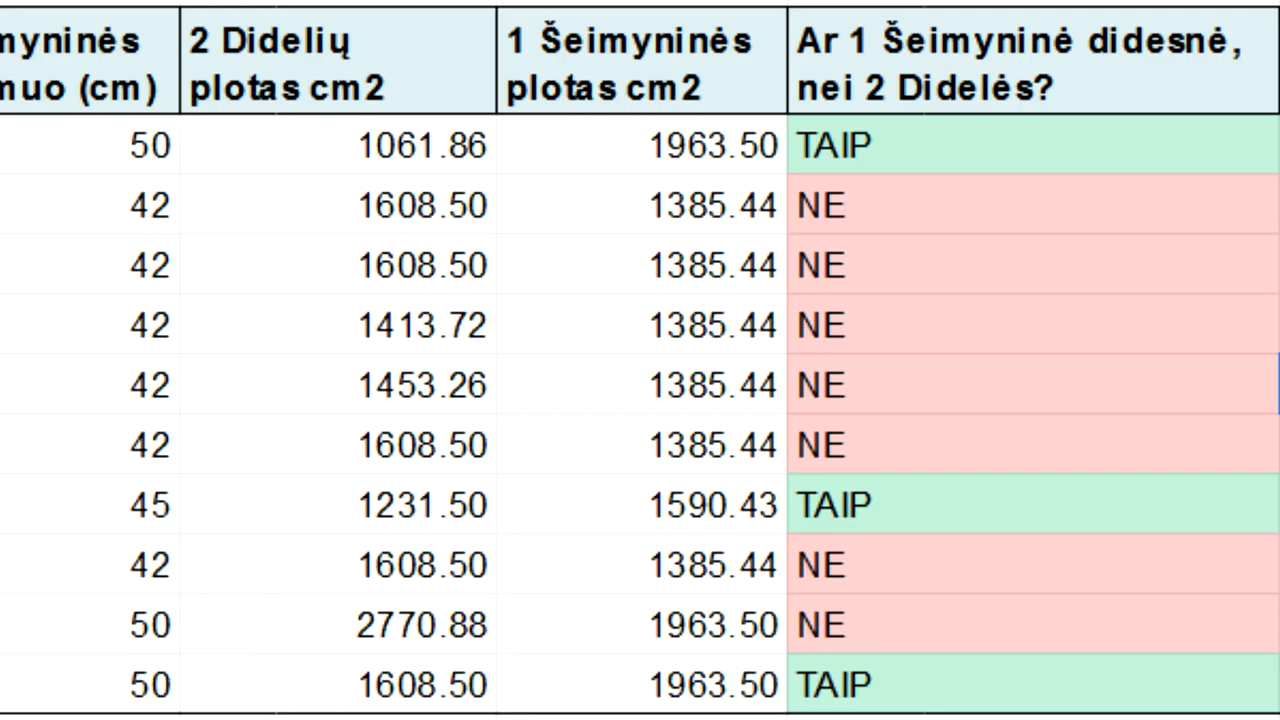 myninės 2 Didelių 1 Šeimyninės Ar 1 Šeimyninė didesnė,
muo (cm) plotas cm2 plotas cm2 nei 2 Didelės?
50 1061.86 1963.50 TAIP
42 1608.50 1385.44 NE
42 1608.50 1385.44 NE
42 1413.72 1385.44 NE
42 1453.26 1385.44 NE
42 1608.50 1385.44 NE
45 1231.50 1590.43 TAIP
42 1608.50 1385.44 NE
50 2770.88 1963.50 NE
50 1608.50 1963.50 TAIP